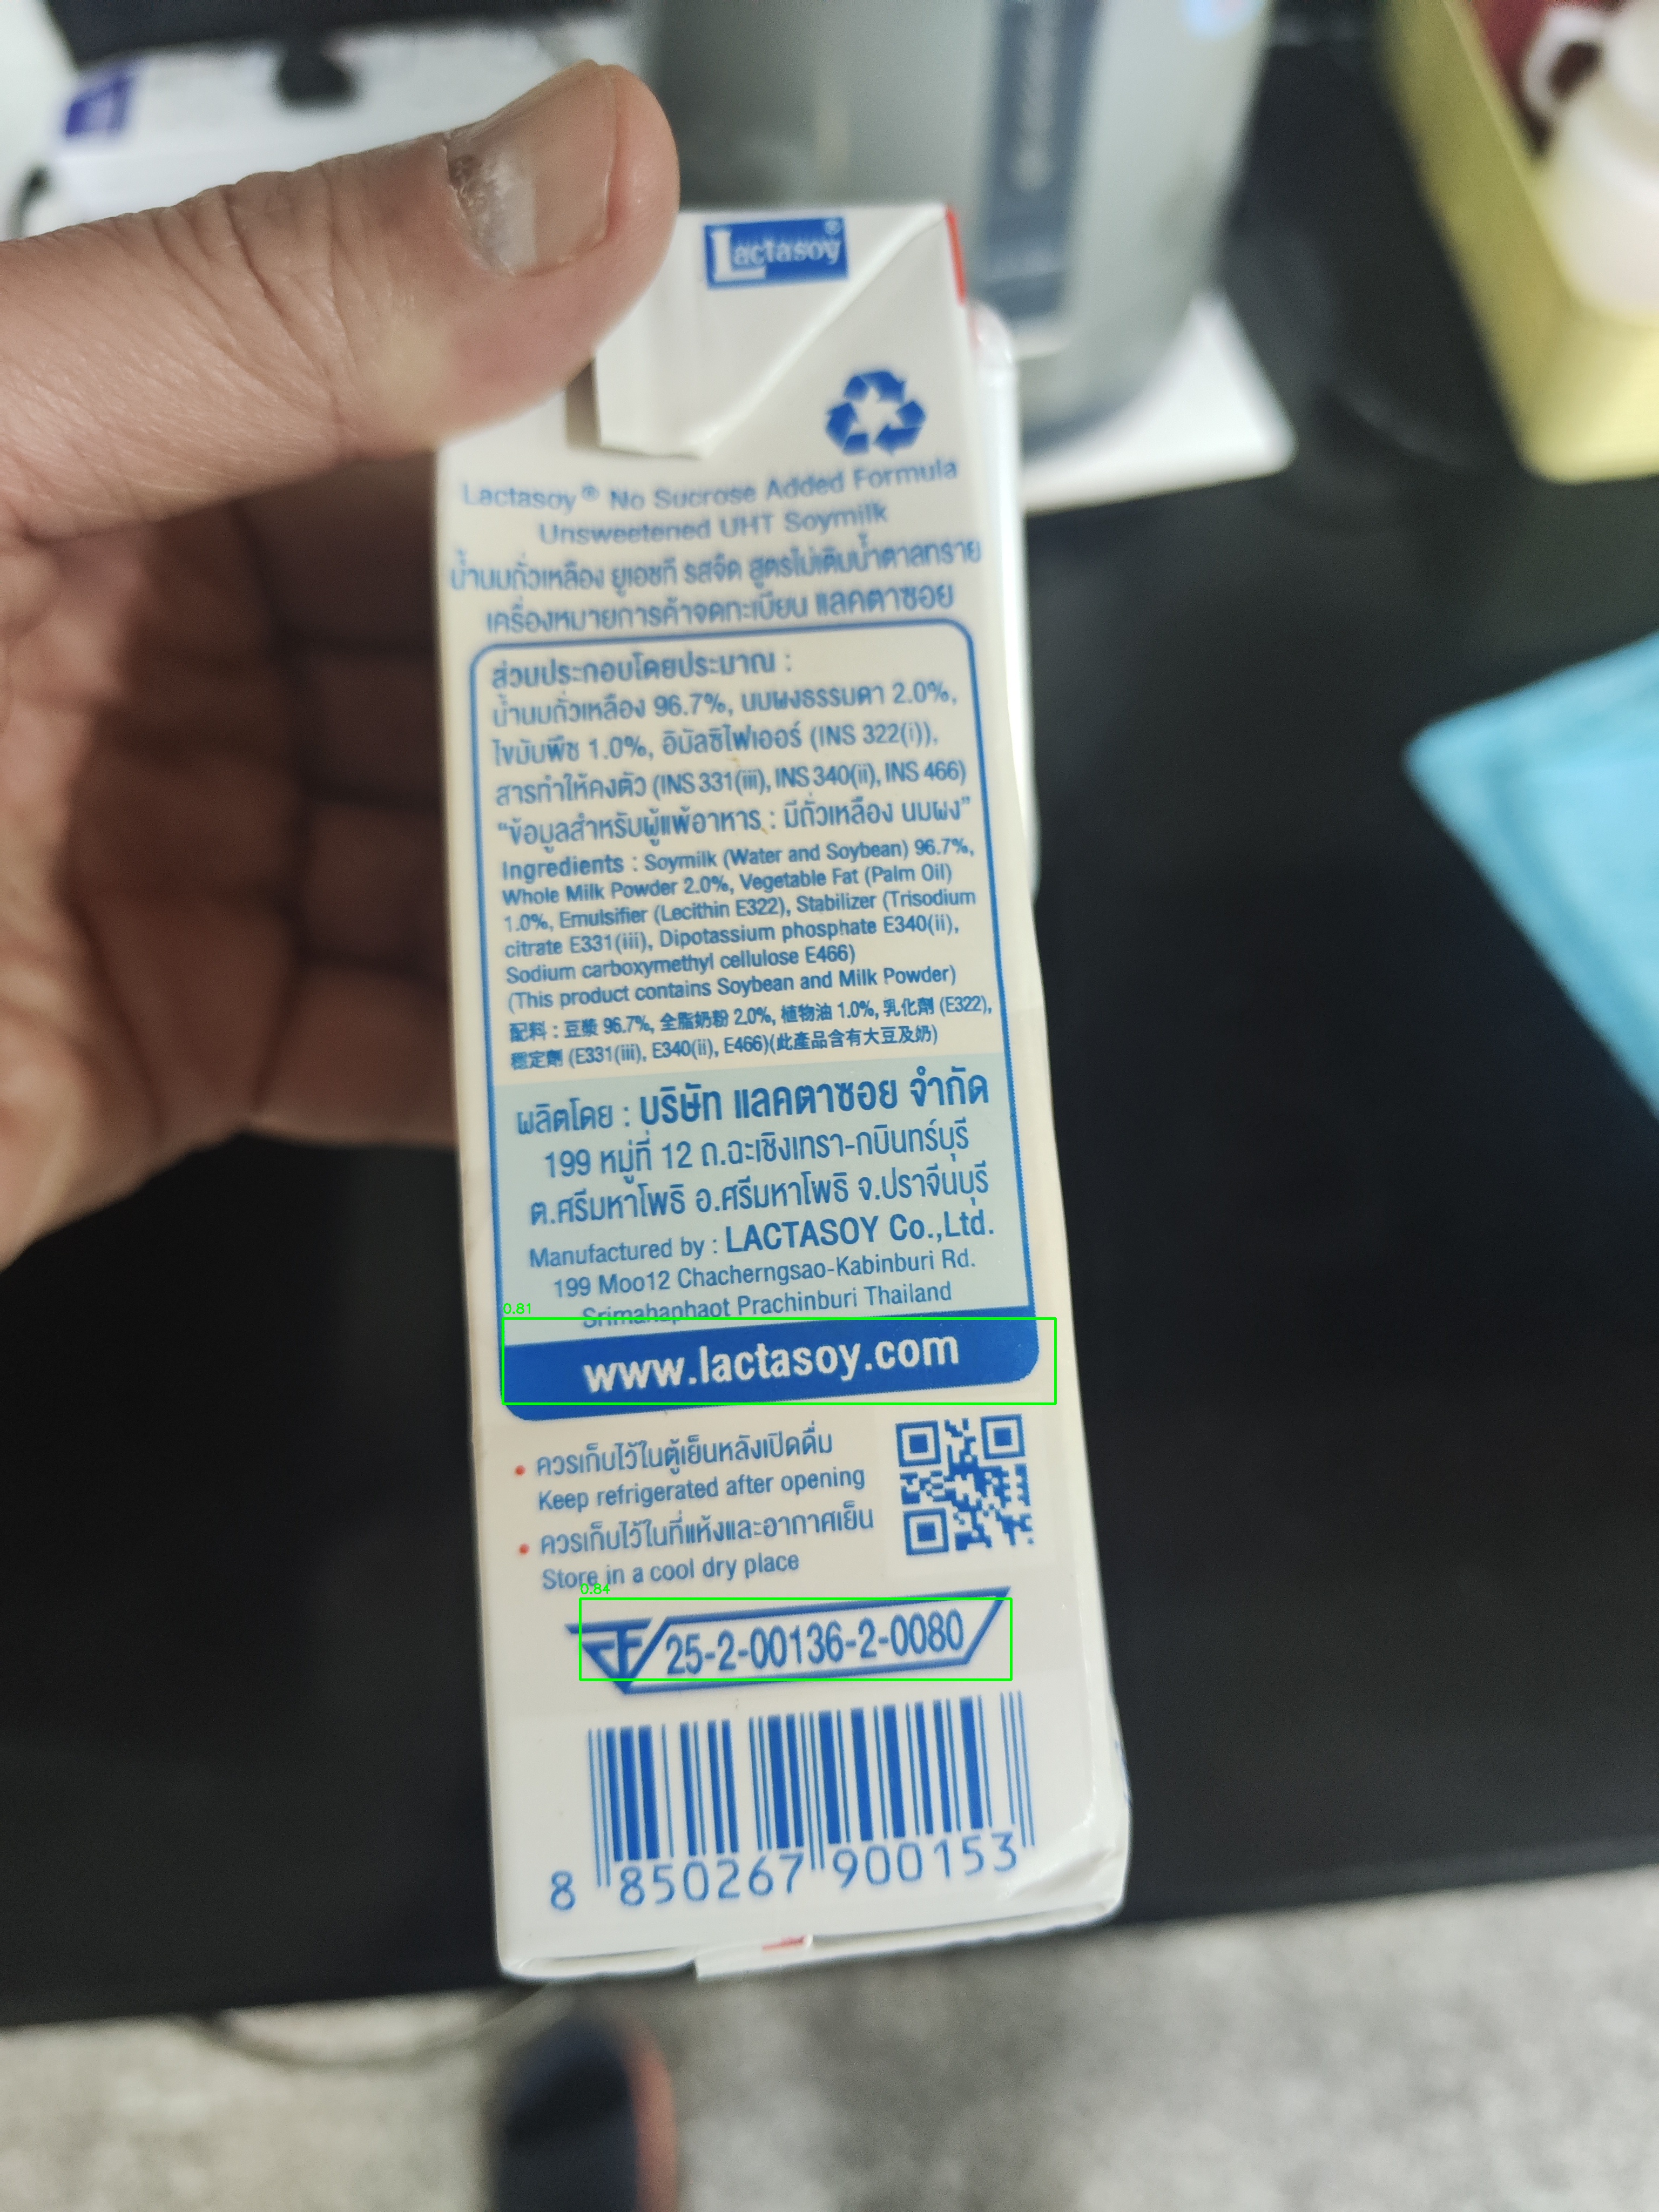 Lactasoy®
Lactasoy® No Sucrose Added Formula
Unsweetened UHT Soymilk
น้ำนมถั่วเหลือง ยูเอชที รสจืด สูตรไม่เติมน้ำตาลทราย
เครื่องหมายการค้าจดทะเบียน แลคตาซอย
ส่วนประกอบโดยประมาณ :
น้ำนมถั่วเหลือง 96.7%, นมผงธรรมดา 2.0%,
ไขมันพืช 1.0%, อิมัลซิไฟเออร์ (INS 322(i)),
สารทำให้คงตัว (INS 331(iii), INS 340(ii), INS 466)
“ข้อมูลสำหรับผู้แพ้อาหาร : มีถั่วเหลือง นมผง”
Ingredients : Soymilk (Water and Soybean) 96.7%,
Whole Milk Powder 2.0%, Vegetable Fat (Palm Oil)
1.0%, Emulsifier (Lecithin E322), Stabilizer (Trisodium
citrate E331(iii), Dipotassium phosphate E340(ii),
Sodium carboxymethyl cellulose E466)
(This product contains Soybean and Milk Powder)
配料 : 豆漿 96.7%, 全脂奶粉 2.0%, 植物油 1.0%, 乳化劑 (E322),
穩定劑 (E331(iii), E340(ii), E466)(此產品含有大豆及奶)
ผลิตโดย : บริษัท แลคตาซอย จำกัด
199 หมู่ที่ 12 ถ.ฉะเชิงเทรา-กบินทร์บุรี
ต.ศรีมหาโพธิ อ.ศรีมหาโพธิ จ.ปราจีนบุรี
Manufactured by : LACTASOY Co.,Ltd.
199 Moo12 Chacherngsao-Kabinburi Rd.
Srimahaphaot Prachinburi Thailand
0.81
www.lactasoy.com
• ควรเก็บไว้ในตู้เย็นหลังเปิดดื่ม
Keep refrigerated after opening
• ควรเก็บไว้ในที่แห้งและอากาศเย็น
Store in a cool dry place
0.84
25-2-00136-2-0080
8 850267 900153